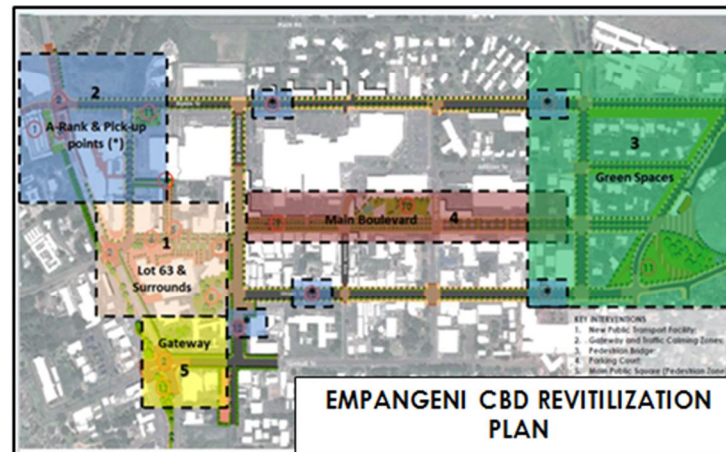 2
A-Rank & Pick-up
points (*)
3
Green Spaces
Main Boulevard 4
1
Lot 63 &
Surrounds
Gateway
5
KEY INTERVENTIONS
1. New Public Transport Facility:
2. Gateway and Traffic Calming Zones:
3. Pedestrian Bridge:
4. Parking Court:
5. Main Public Square (Pedestrian Zone
EMPANGENI CBD REVITILIZATION
PLAN